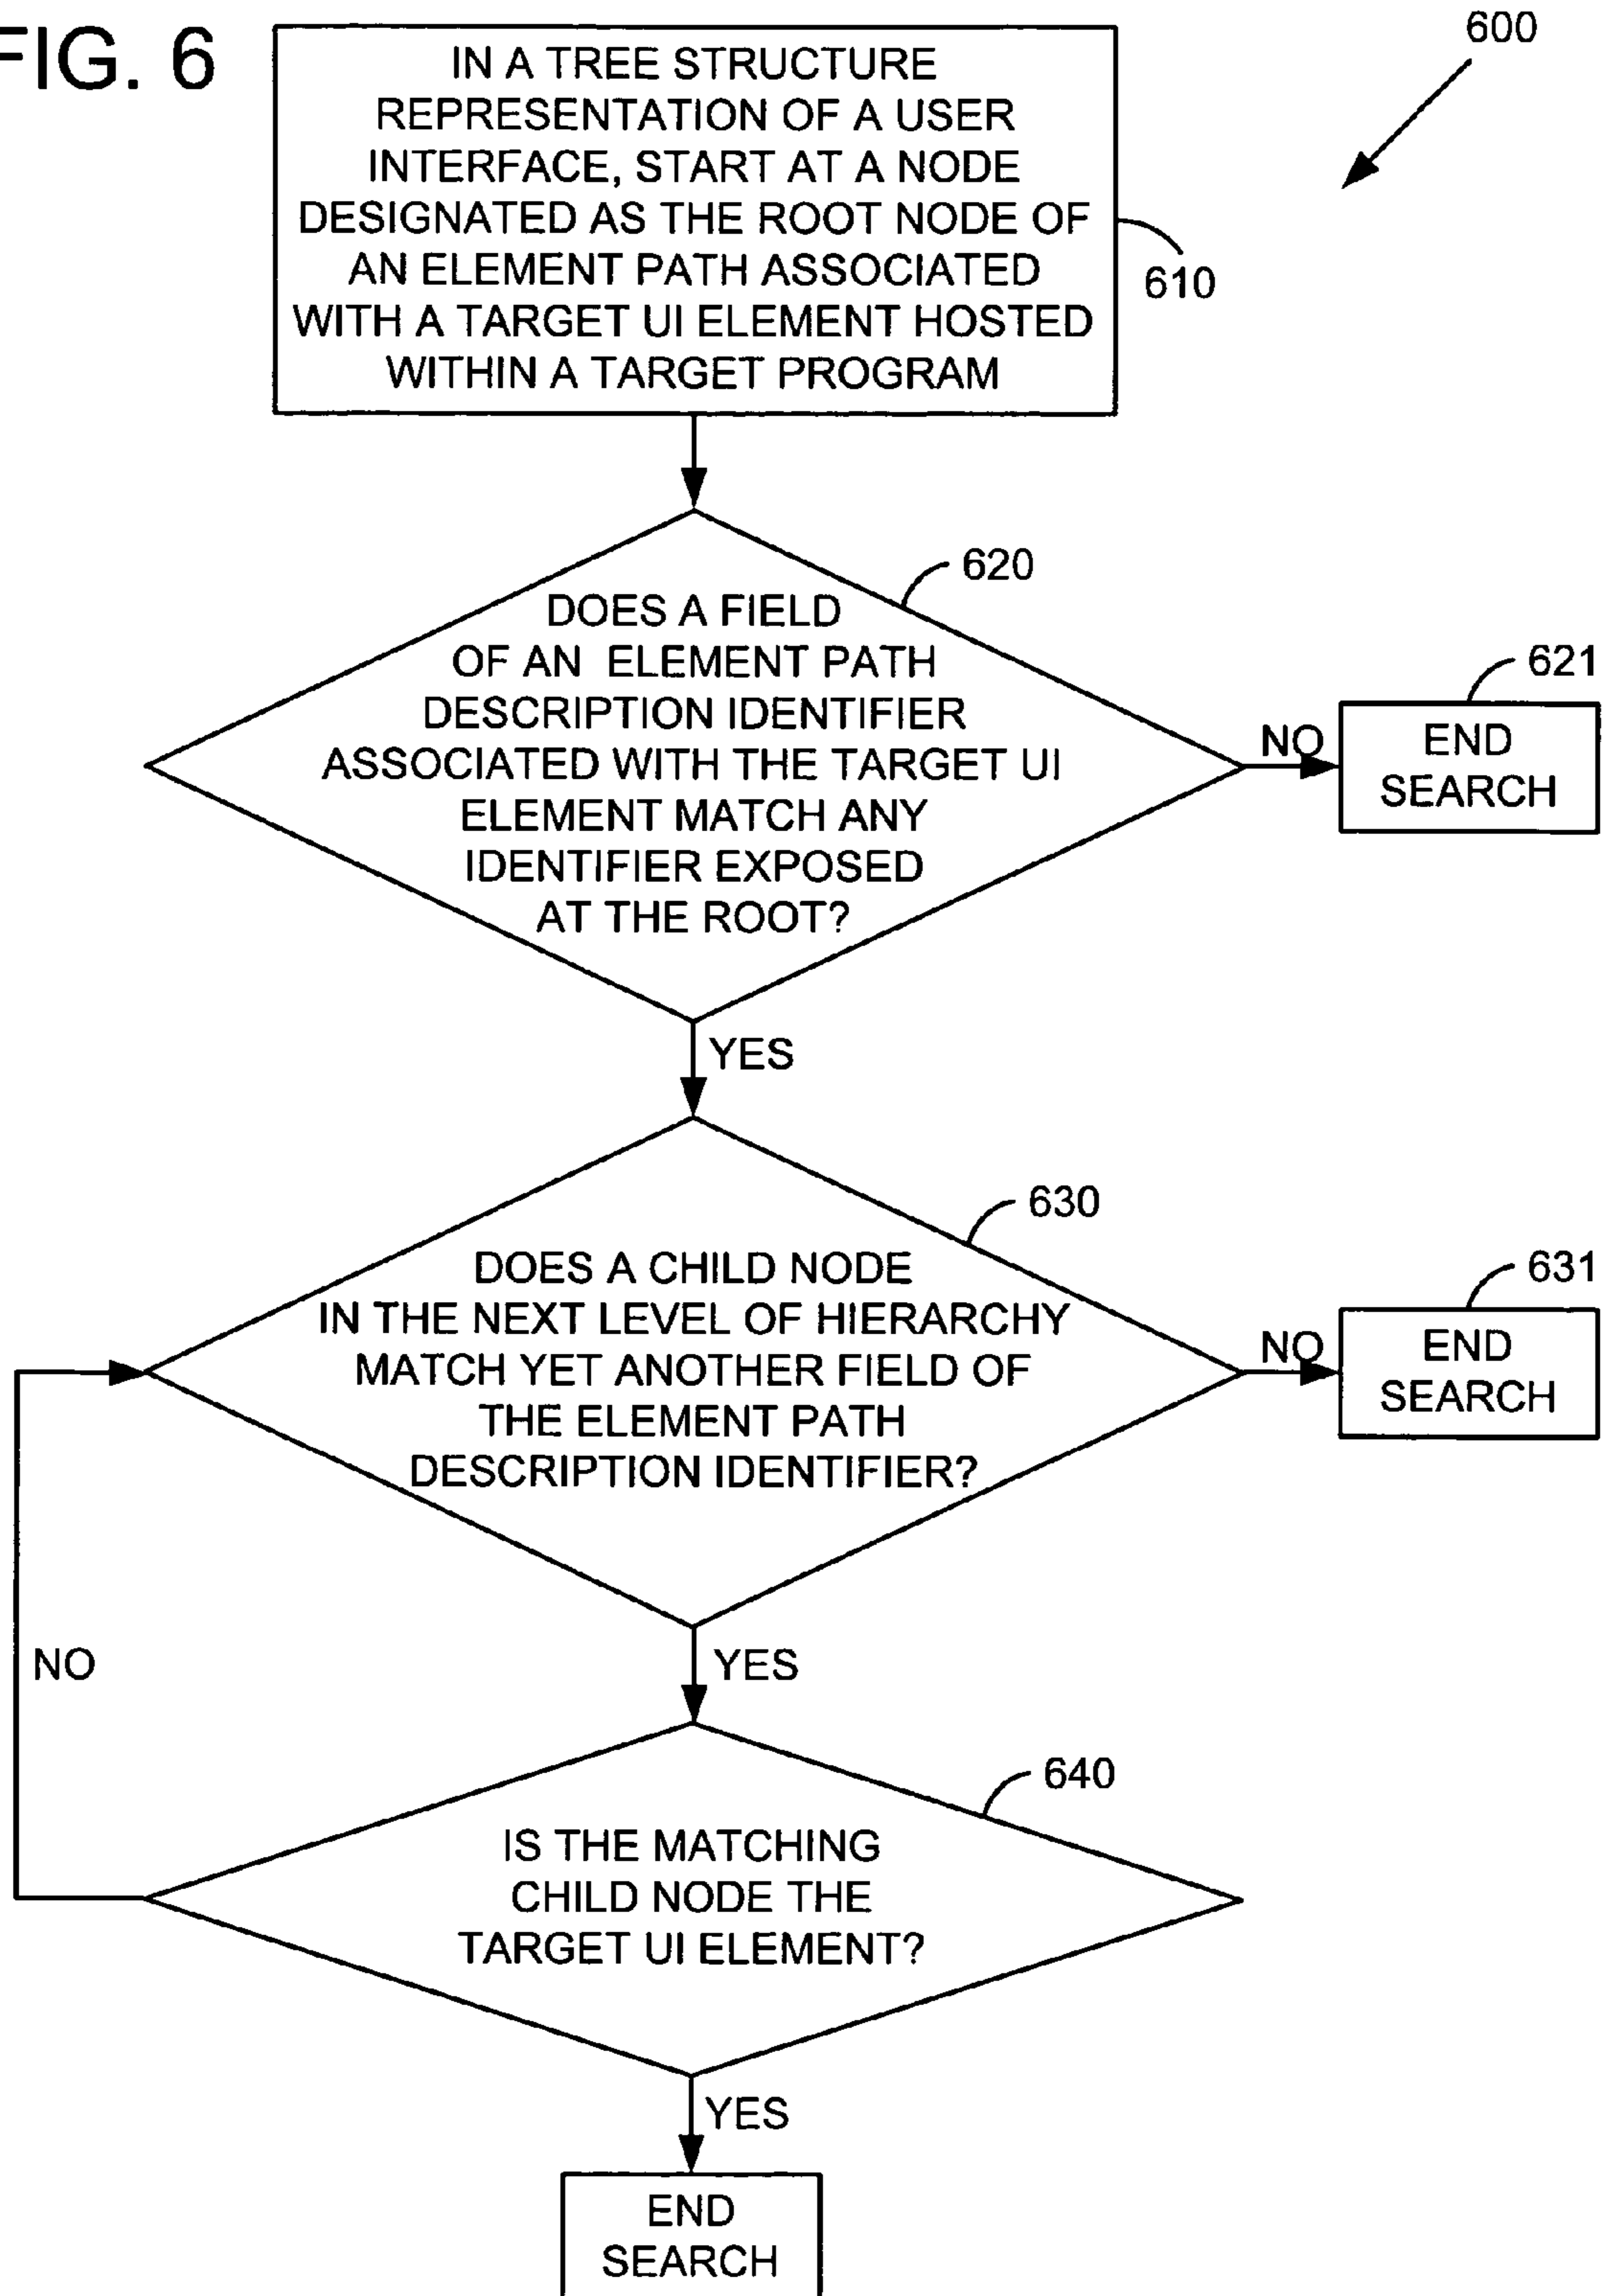 FIG. 6
600
IN A TREE STRUCTURE
REPRESENTATION OF A USER
INTERFACE, START AT A NODE
DESIGNATED AS THE ROOT NODE OF
AN ELEMENT PATH ASSOCIATED
WITH A TARGET UI ELEMENT HOSTED
WITHIN A TARGET PROGRAM
610
620
DOES A FIELD
OF AN ELEMENT PATH
DESCRIPTION IDENTIFIER
ASSOCIATED WITH THE TARGET UI
ELEMENT MATCH ANY
IDENTIFIER EXPOSED
AT THE ROOT?
NO
621
END
SEARCH
YES
630
DOES A CHILD NODE
IN THE NEXT LEVEL OF HIERARCHY
MATCH YET ANOTHER FIELD OF
THE ELEMENT PATH
DESCRIPTION IDENTIFIER?
NO
631
END
SEARCH
NO
YES
640
IS THE MATCHING
CHILD NODE THE
TARGET UI ELEMENT?
YES
END
SEARCH